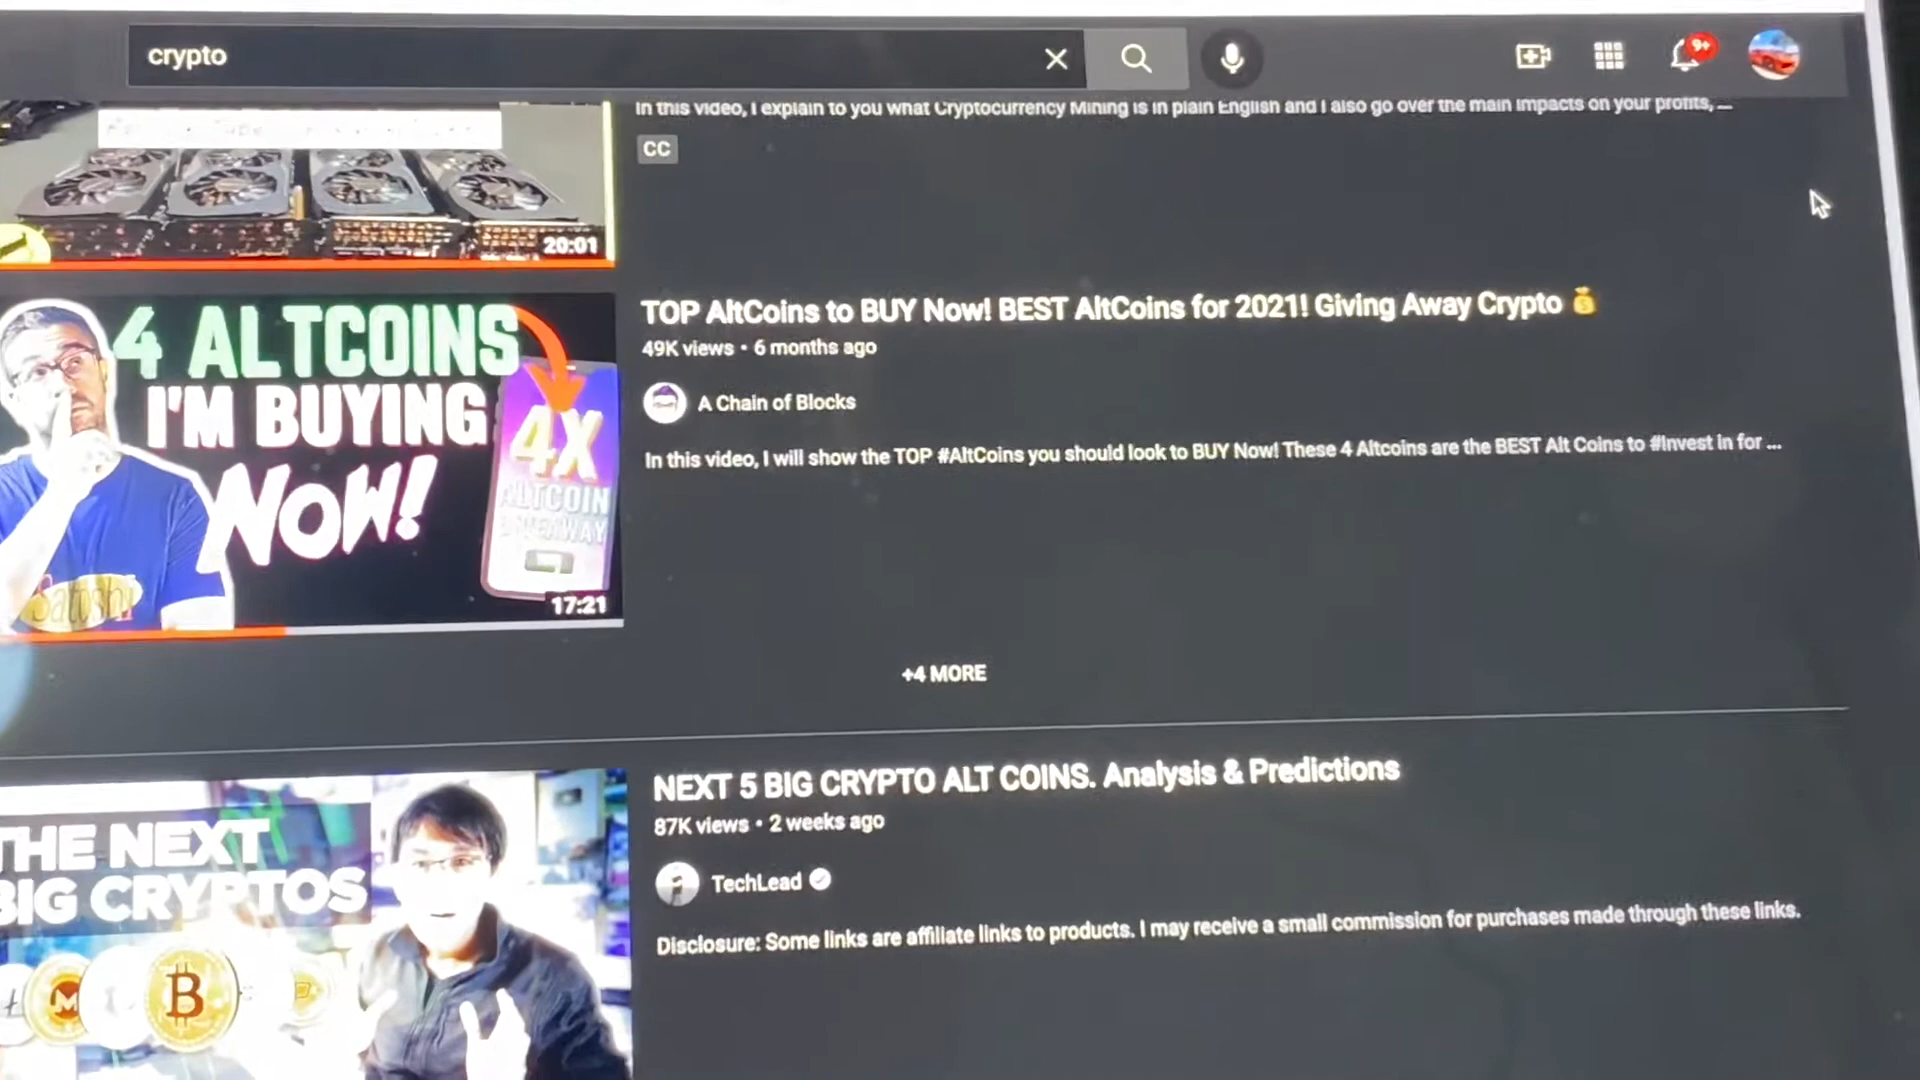 crypto
9+
In this video, I explain to you what Cryptocurrency Mining is in plain English and I also go over the main impacts on your profits, ...
CC
20:01
4 ALTCOINS
I'M BUYING
NOW!
4X
ALTCOIN
GIVEAWAY
Satoshi
17:21
TOP AltCoins to BUY Now! BEST AltCoins for 2021! Giving Away Crypto 💰
49K views • 6 months ago
A Chain of Blocks
In this video, I will show the TOP #AltCoins you should look to BUY Now! These 4 Altcoins are the BEST Alt Coins to #Invest In for ...
+4 MORE
THE NEXT
BIG CRYPTOS
NEXT 5 BIG CRYPTO ALT COINS. Analysis & Predictions
87K views • 2 weeks ago
TechLead
Disclosure: Some links are affiliate links to products. I may receive a small commission for purchases made through these links.